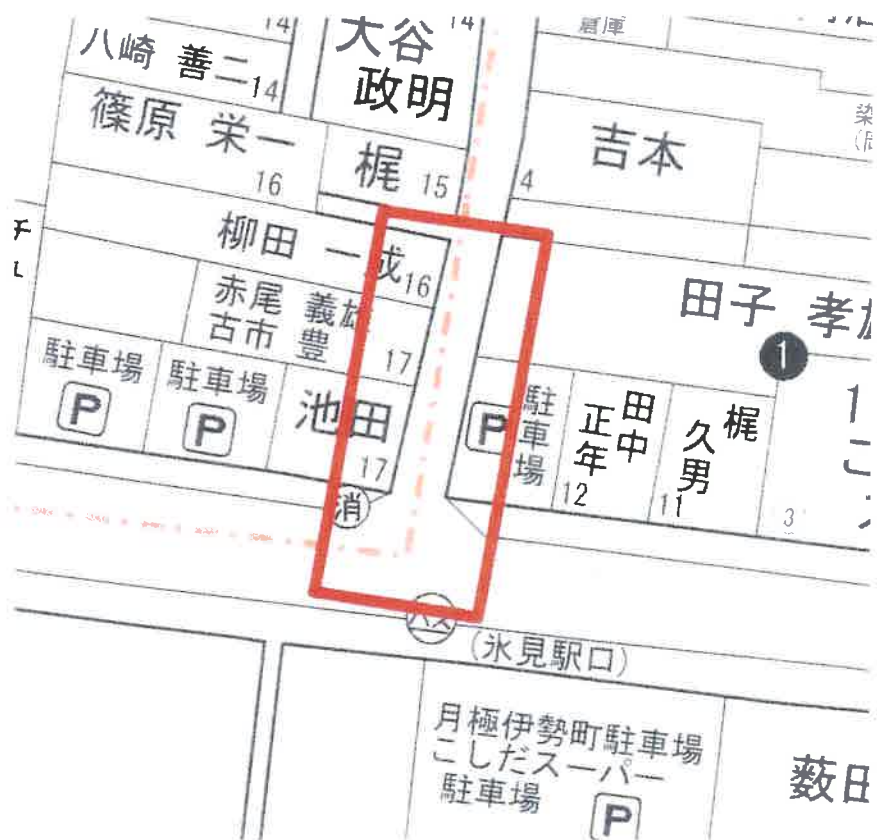 14
大谷
14
政明
倉庫
八崎 善二
14
篠原 栄一
16
梶 15
吉本
4
柳田 一成
16
赤尾 義雄
古市 豊
17
田子 孝
1
駐車場
P
駐車場
P
池田
17
P
駐車場
田中
正年
12
梶
久男
11
3
消
バス
(氷見駅口)
月極伊勢町駐車場
こしだスーパー
駐車場
P
薮田